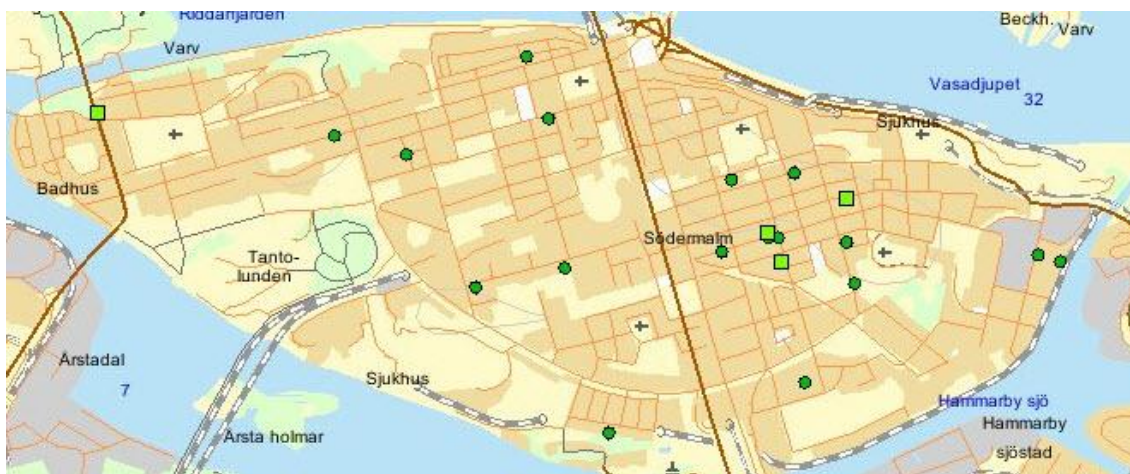 Riddarfjärden
Beckh.
Varv
Varv
Vasadjupet
32
Sjukhus
Badhus
Södermalm
Tanto-
lunden
Årstadal
7
Sjukhus
Hammarby sjö
Årsta holmar
Hammarby
sjöstad